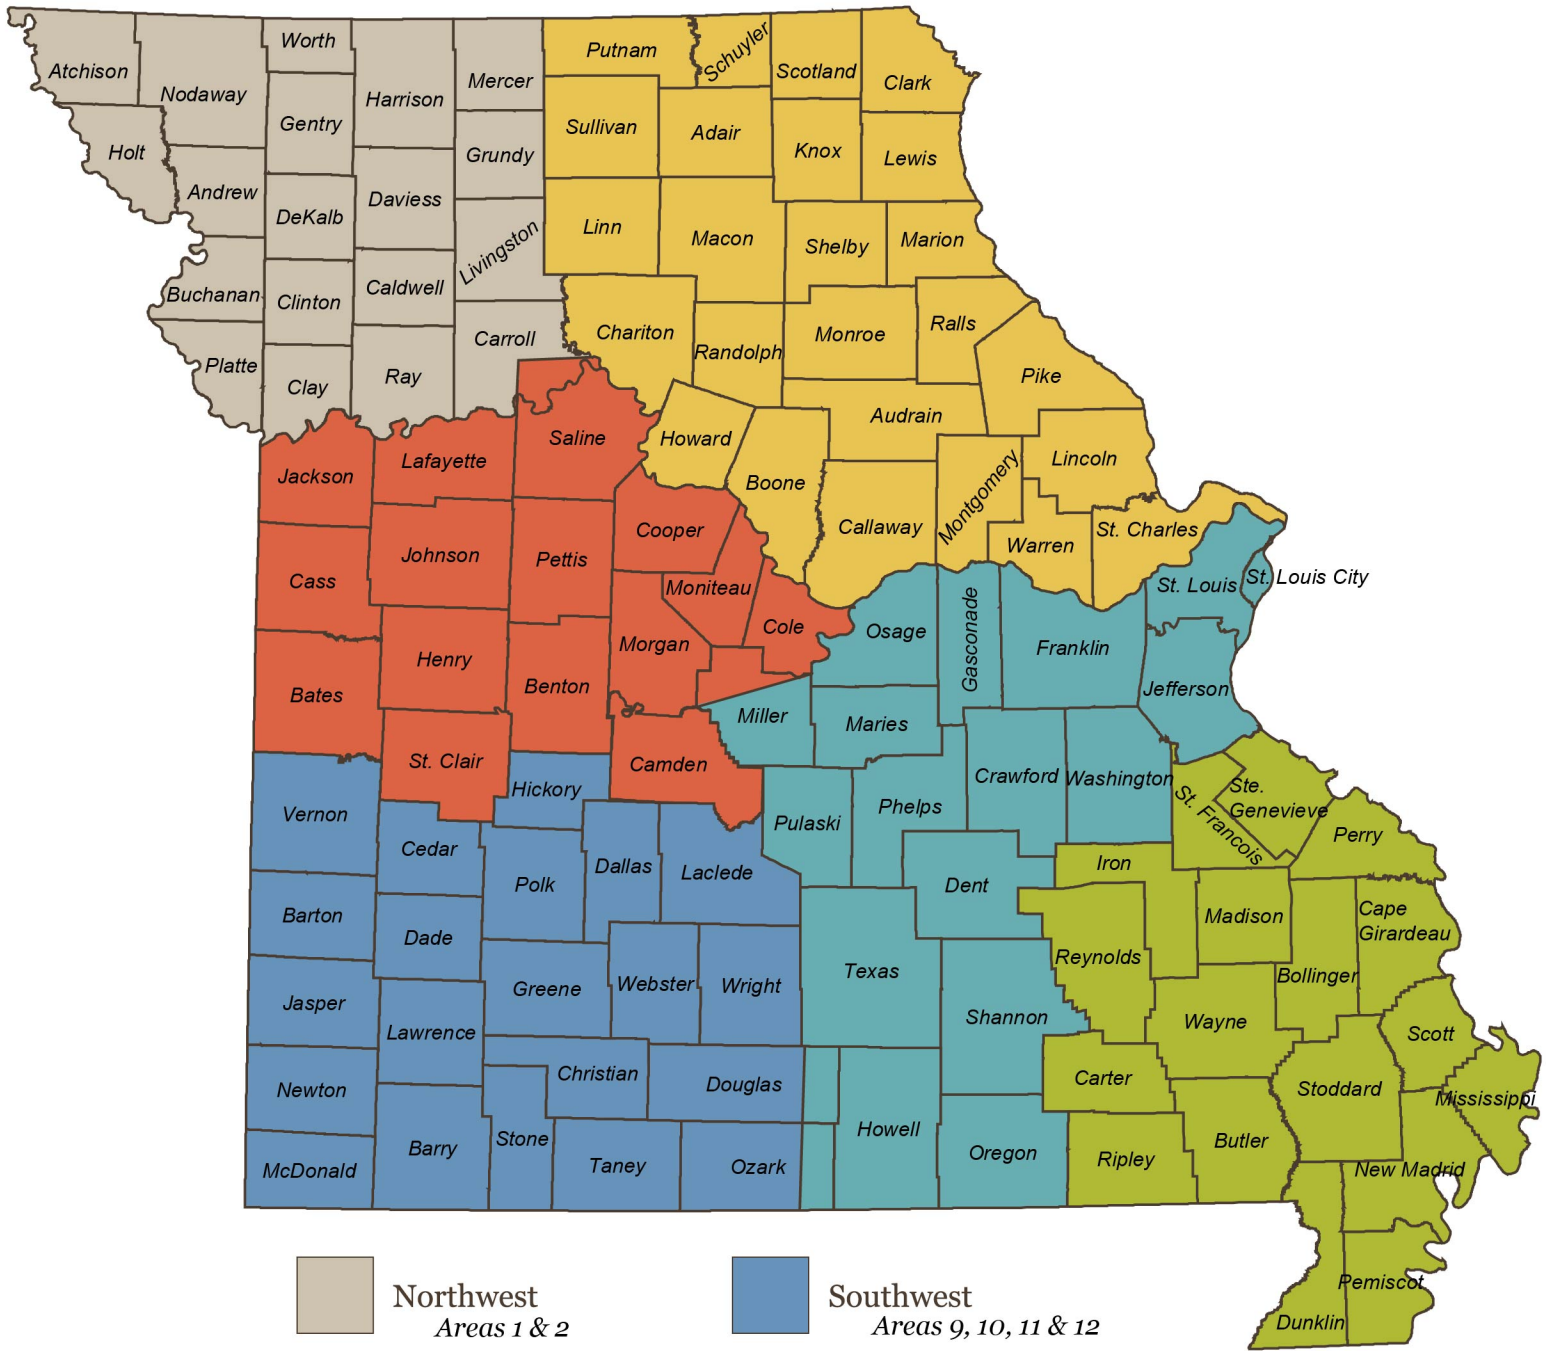 Atchison
Nodaway
Worth
Harrison
Mercer
Putnam
Schuyler
Scotland
Clark
Gentry
Holt
Grundy
Sullivan
Adair
Knox
Lewis
Andrew
DeKalb
Daviess
Livingston
Linn
Macon
Shelby
Marion
Buchanan
Clinton
Caldwell
Carroll
Chariton
Randolph
Monroe
Ralls
Platte
Clay
Ray
Pike
Audrain
Howard
Saline
Jackson
Lafayette
Boone
Callaway
Montgomery
Lincoln
Warren
St. Charles
Cass
Johnson
Pettis
Cooper
Moniteau
Cole
Morgan
Osage
Gasconade
Franklin
St. Louis
St. Louis City
Bates
Henry
Benton
Miller
Maries
Jefferson
St. Clair
Camden
Hickory
Vernon
Cedar
Polk
Dallas
Laclede
Pulaski
Phelps
Crawford
Washington
St. Francois
Ste.
Genevieve
Perry
Iron
Dent
Barton
Dade
Madison
Cape
Girardeau
Reynolds
Bollinger
Texas
Jasper
Lawrence
Greene
Webster
Wright
Shannon
Wayne
Scott
Newton
Christian
Douglas
Carter
Stoddard
Mississippi
McDonald
Barry
Stone
Taney
Ozark
Howell
Oregon
Ripley
Butler
New Madrid
Pemiscot
Dunklin
Northwest
Areas 1 & 2
Southwest
Areas 9, 10, 11 & 12